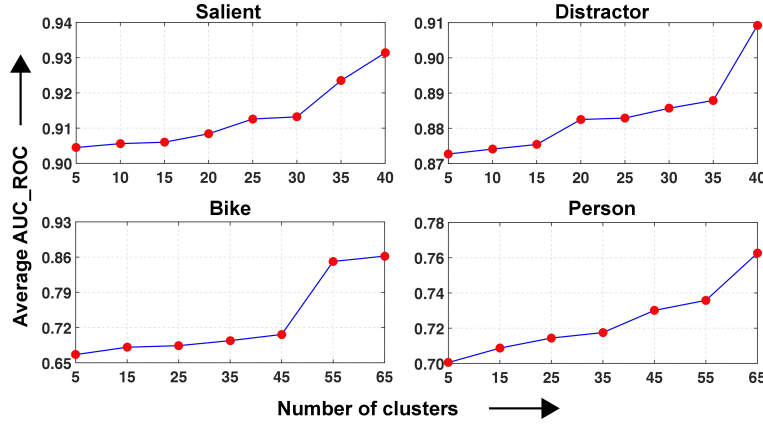 Salient
Distractor
0.94
0.93
0.92
0.91
0.90
5 10 15 20 25 30 35 40
0.91
0.90
0.89
0.88
0.87
5 10 15 20 25 30 35 40
Average AUC_ROC
Bike
Person
0.93
0.86
0.79
0.72
0.65
5 15 25 35 45 55 65
0.78
0.76
0.74
0.72
0.70
5 15 25 35 45 55 65
Number of clusters